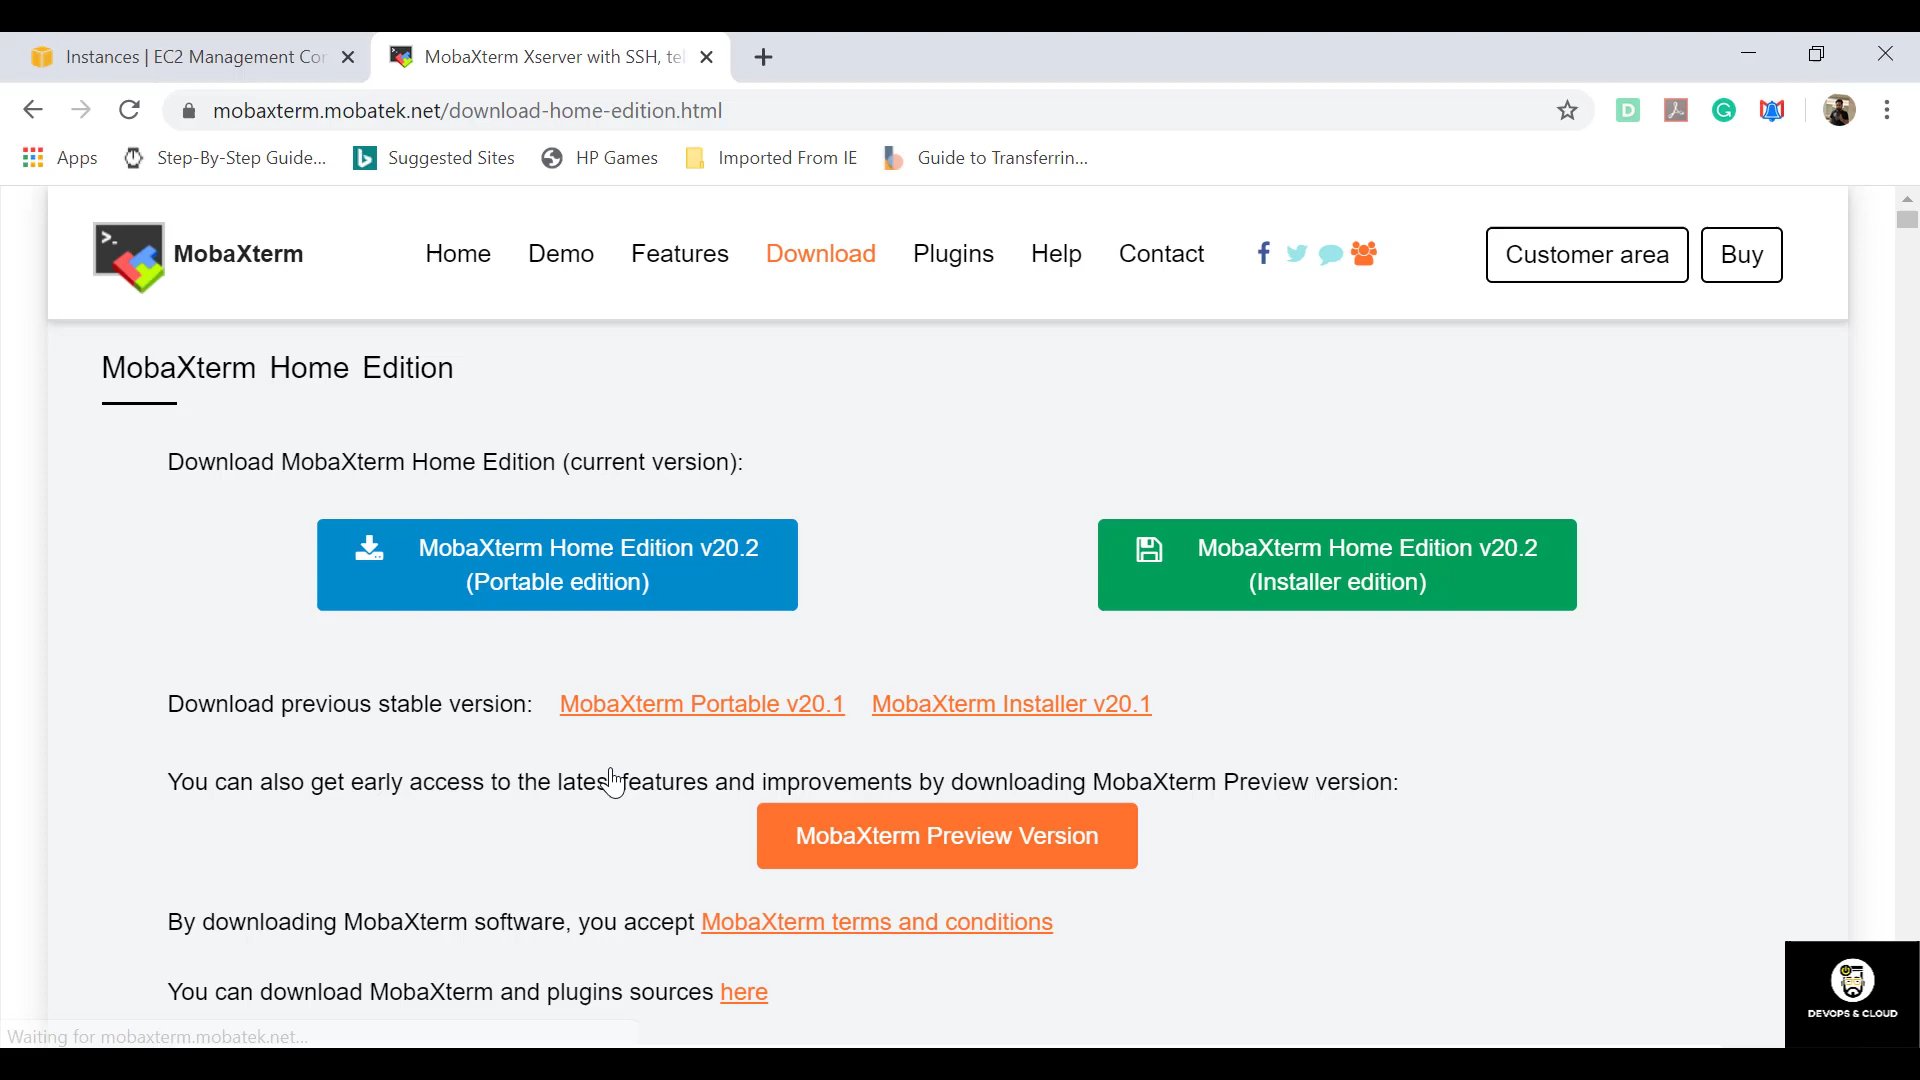 Instances | EC2 Management Cor
MobaXterm Xserver with SSH, tel
mobaxterm.mobatek.net/download-home-edition.html
Apps
Step-By-Step Guide...
Suggested Sites
HP Games
Imported From IE
Guide to Transferrin...
MobaXterm
Home
Demo
Features
Download
Plugins
Help
Contact
Customer area
Buy
MobaXterm Home Edition
Download MobaXterm Home Edition (current version):
MobaXterm Home Edition v20.2
(Portable edition)
MobaXterm Home Edition v20.2
(Installer edition)
Download previous stable version: MobaXterm Portable v20.1 MobaXterm Installer v20.1
You can also get early access to the latest features and improvements by downloading MobaXterm Preview version:
MobaXterm Preview Version
By downloading MobaXterm software, you accept MobaXterm terms and conditions
You can download MobaXterm and plugins sources here
Waiting for mobaxterm.mobatek.net...
DEVOPS & CLOUD